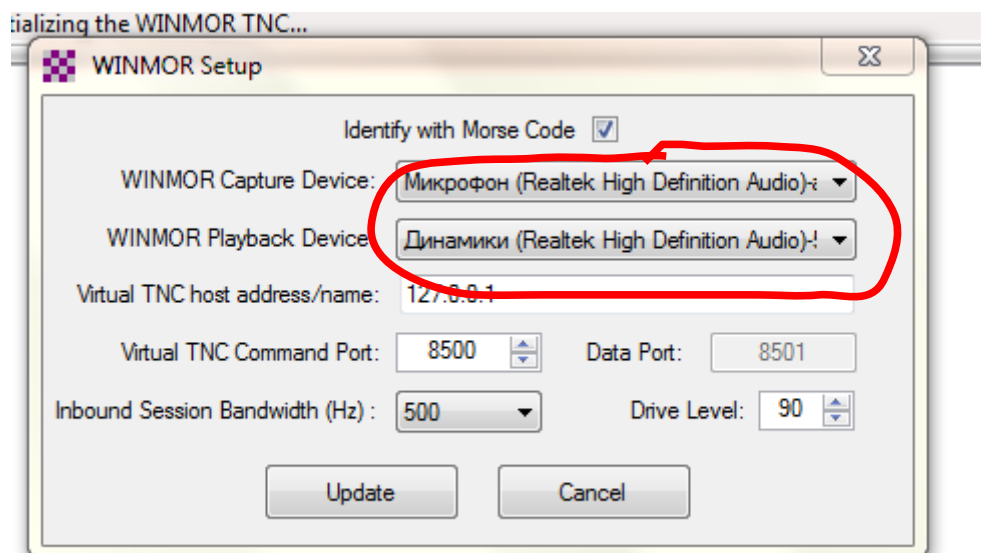 tializing the WINMOR TNC...
WINMOR Setup
Identify with Morse Code
WINMOR Capture Device: Микрофон (Realtek High Definition Audio)-
WINMOR Playback Device Динамики (Realtek High Definition Audio)-
Virtual TNC host address/name: 127.0.0.1
Virtual TNC Command Port: 8500 Data Port: 8501
Inbound Session Bandwidth (Hz) : 500 Drive Level: 90
Update Cancel